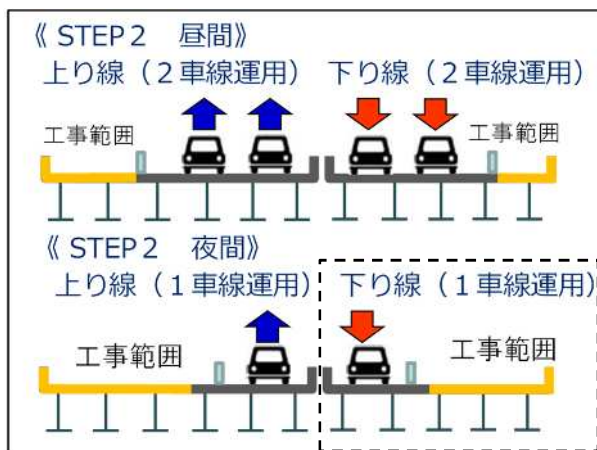 《 STEP2 昼間》
上り線（２車線運用） 下り線（２車線運用）
工事範囲 工事範囲
《 STEP2 夜間》
上り線（１車線運用） 下り線（１車線運用）
工事範囲 工事範囲